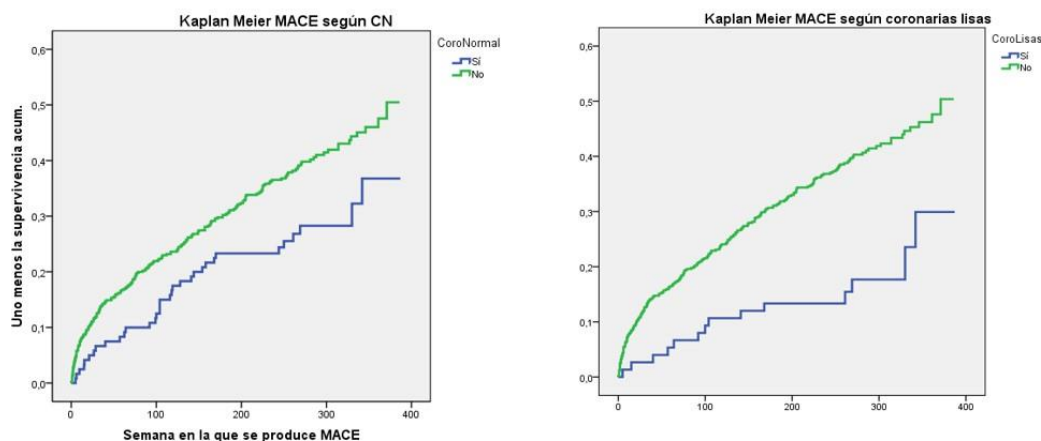 Kaplan Meier MACE según CN
CoroNormal
Sí
No
Uno menos la supervivencia acum.
0,6
0,5
0,4
0,3
0,2
0,1
0,0
0 100 200 300 400
Semana en la que se produce MACE
Kaplan Meier MACE según coronarias lisas
CoroLisas
Sí
No
0,6
0,5
0,4
0,3
0,2
0,1
0,0
0 100 200 300 400